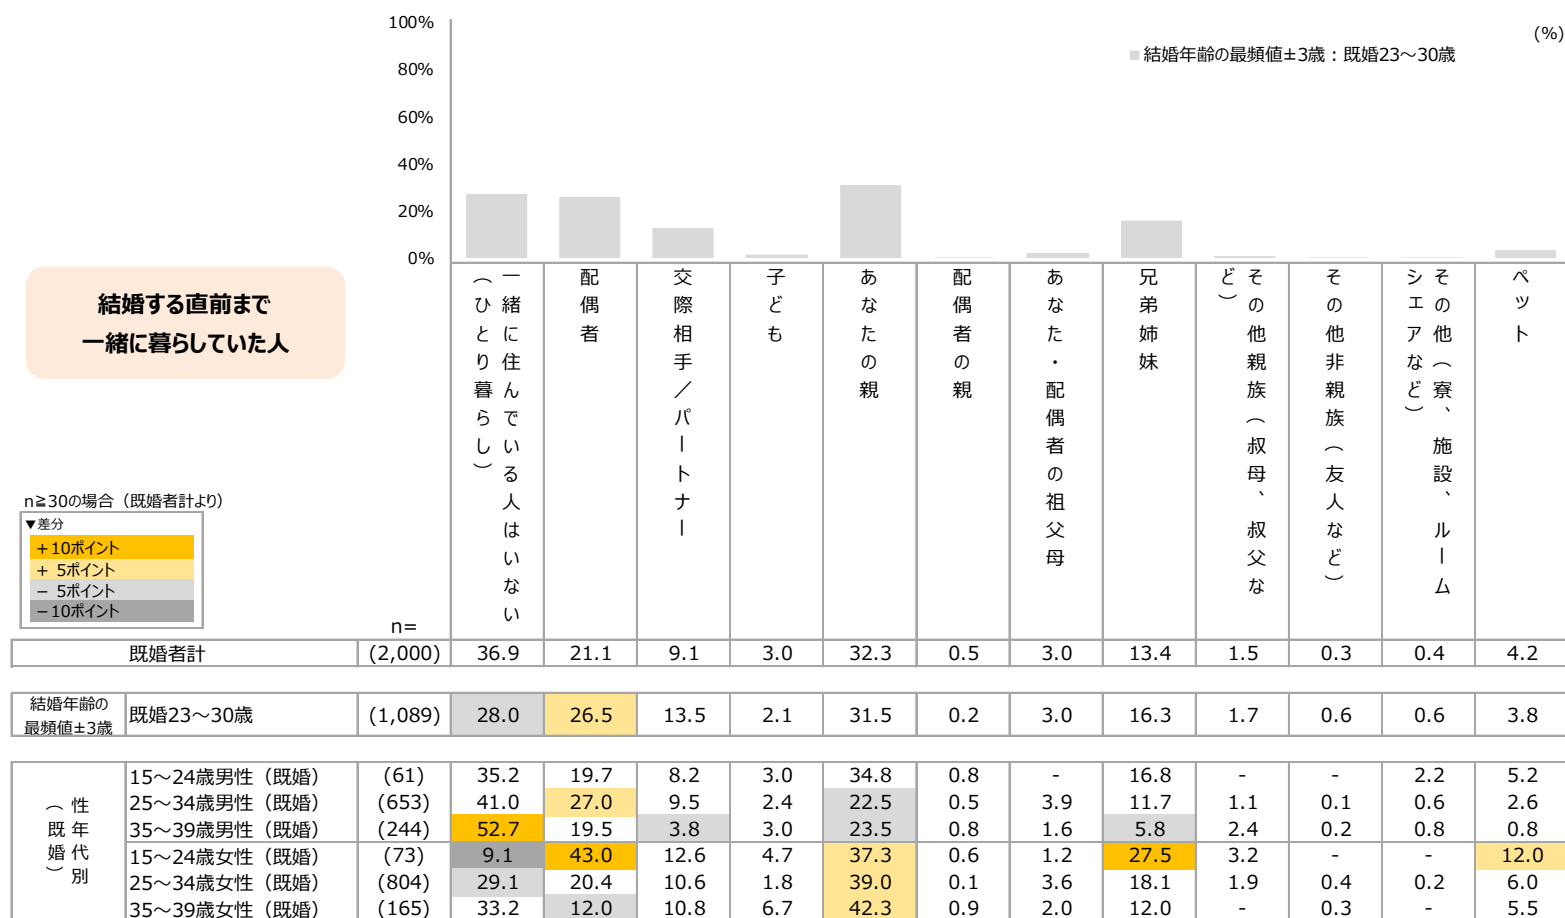 100%
(%)
■結婚年齢の最頻値±3歳：既婚23～30歳
80%
60%
40%
20%
0%
結婚する直前まで
一緒に暮らしていた人
一緒に住んでいる人はいない
（ひとり暮らし）
配偶者
交際相手／パートナー
子ども
あなたの親
配偶者の親
あなた・配偶者の祖父母
兄弟姉妹
その他親族（叔母、叔父な
ど）
その他非親族（友人など）
その他（寮、施設、ルーム
シェアなど）
ペット
n≧30の場合（既婚者計より）
▼差分
＋10ポイント
＋ 5ポイント
－ 5ポイント
－10ポイント
n=
既婚者計 (2,000) 36.9 21.1 9.1 3.0 32.3 0.5 3.0 13.4 1.5 0.3 0.4 4.2
結婚年齢の
最頻値±3歳
既婚23～30歳 (1,089) 28.0 26.5 13.5 2.1 31.5 0.2 3.0 16.3 1.7 0.6 0.6 3.8
性年代別
（既婚）
15～24歳男性（既婚） (61) 35.2 19.7 8.2 3.0 34.8 0.8 - 16.8 - - 2.2 5.2
25～34歳男性（既婚） (653) 41.0 27.0 9.5 2.4 22.5 0.5 3.9 11.7 1.1 0.1 0.6 2.6
35～39歳男性（既婚） (244) 52.7 19.5 3.8 3.0 23.5 0.8 1.6 5.8 2.4 0.2 0.8 0.8
15～24歳女性（既婚） (73) 9.1 43.0 12.6 4.7 37.3 0.6 1.2 27.5 3.2 - - 12.0
25～34歳女性（既婚） (804) 29.1 20.4 10.6 1.8 39.0 0.1 3.6 18.1 1.9 0.4 0.2 6.0
35～39歳女性（既婚） (165) 33.2 12.0 10.8 6.7 42.3 0.9 2.0 12.0 - 0.3 - 5.5